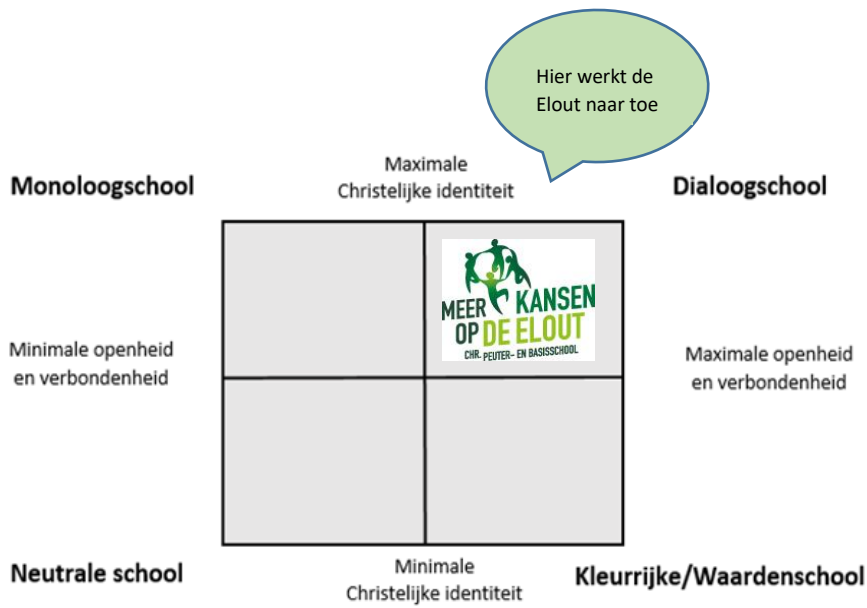 Hier werkt de
Elout naar toe
Monoloogschool
Maximale
Christelijke identiteit
Dialoogschool
MEER KANSEN
OP DE ELOUT
CHR. PEUTER- EN BASISSCHOOL
Minimale openheid
en verbondenheid
Maximale openheid
en verbondenheid
Neutrale school
Minimale
Christelijke identiteit
Kleurrijke/Waardenschool